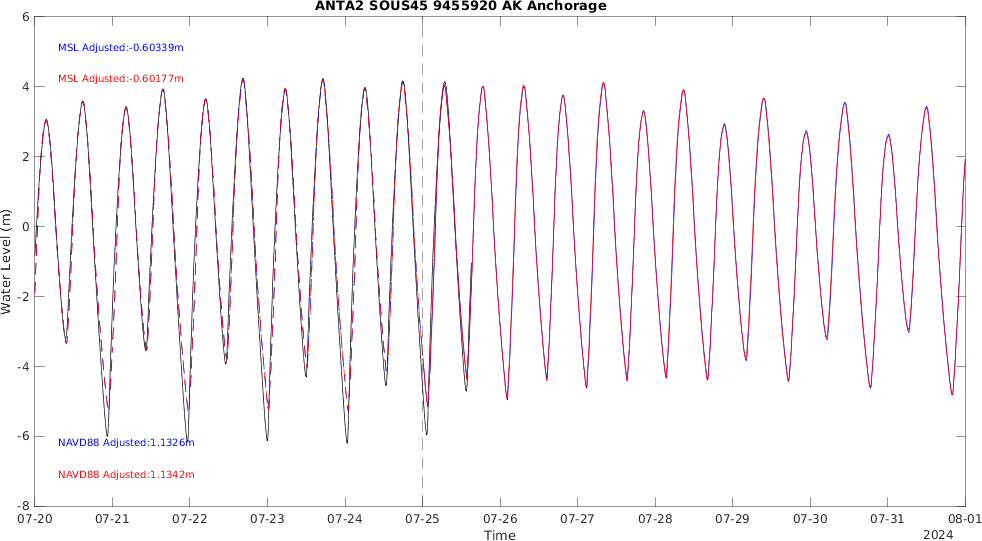 ANTA2 SOUS45 9455920 AK Anchorage
6
MSL Adjusted:-0.60339m
MSL Adjusted:-0.60177m
4
2
0
Water Level (m)
-2
-4
-6
NAVD88 Adjusted:1.1326m
NAVD88 Adjusted:1.1342m
-8
07-20 07-21 07-22 07-23 07-24 07-25 07-26 07-27 07-28 07-29 07-30 07-31 08-01
Time
2024